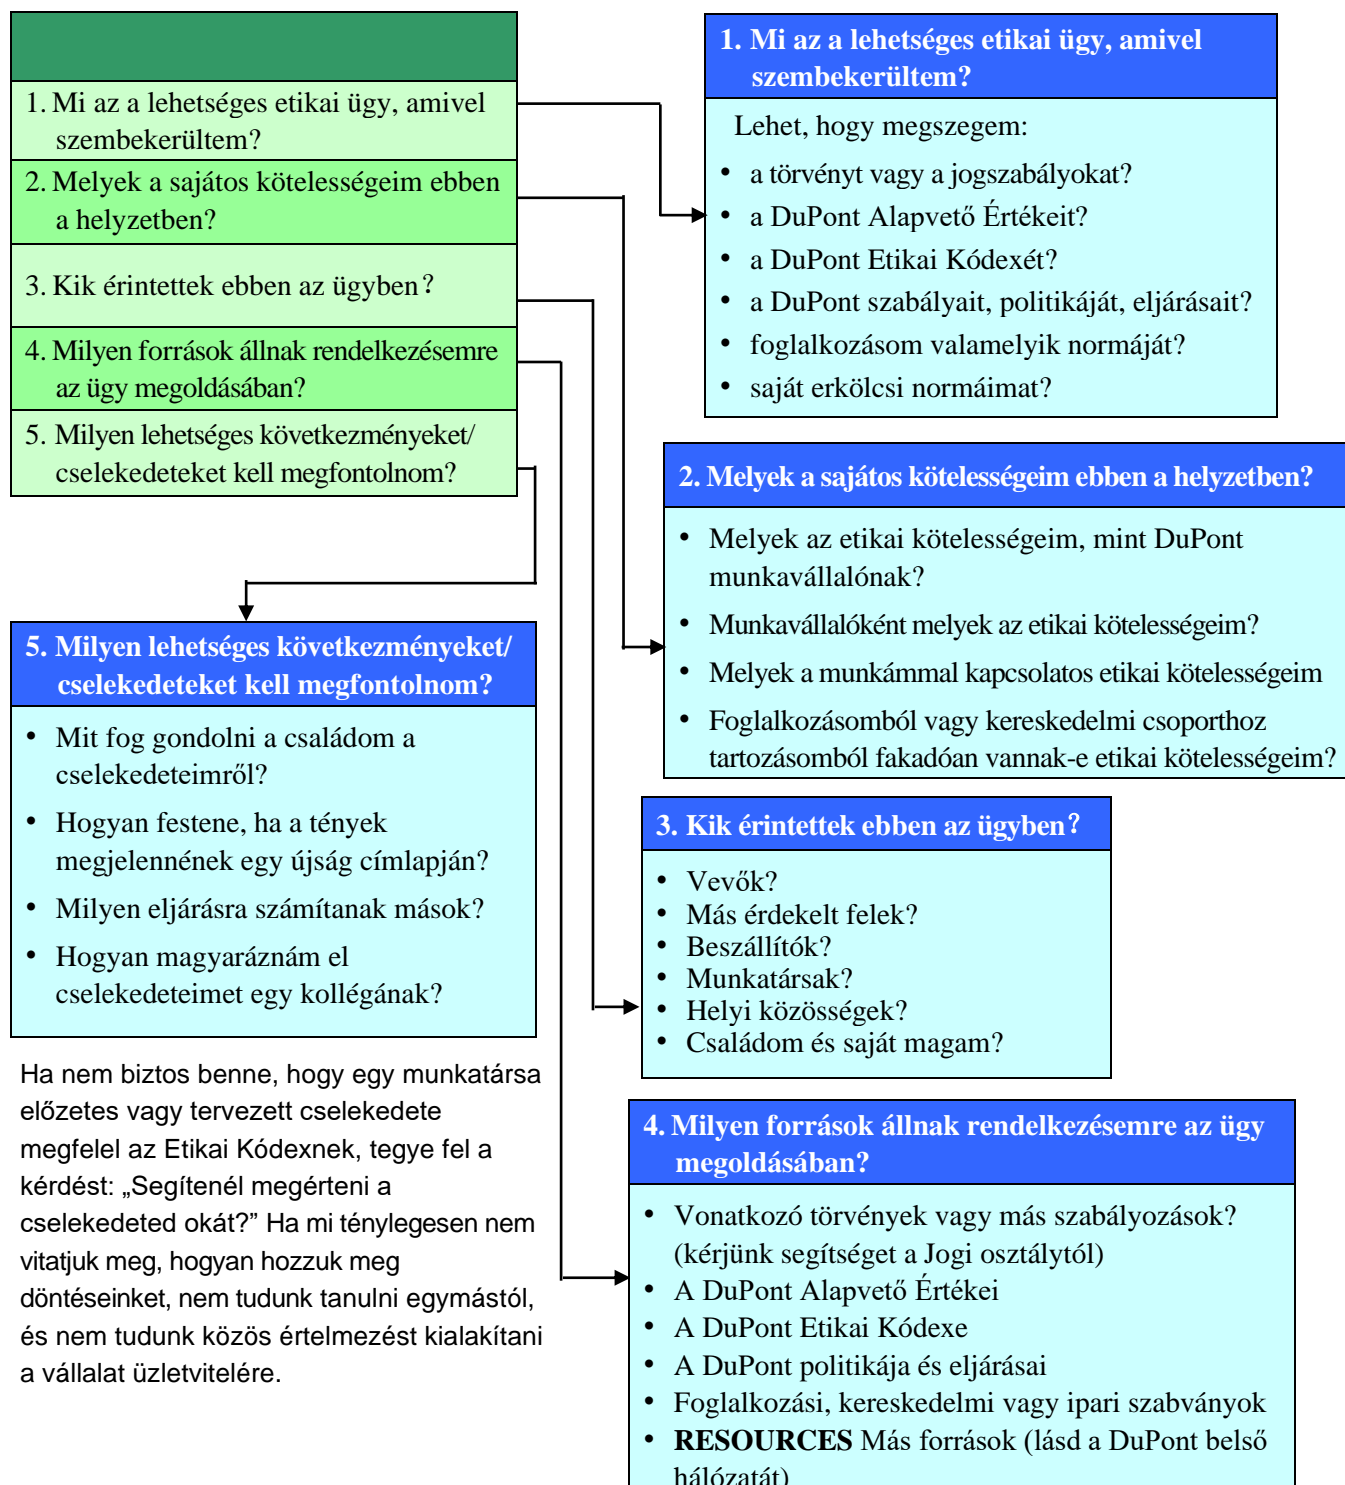 1. Mi az a lehetséges etikai ügy, amivel
szembekerültem?
2. Melyek a sajátos kötelességeim ebben
a helyzetben?
3. Kik érintettek ebben az ügyben?
4. Milyen források állnak rendelkezésemre
az ügy megoldásában?
5. Milyen lehetséges következményeket/
cselekedeteket kell megfontolnom?
1. Mi az a lehetséges etikai ügy, amivel
szembekerültem?
Lehet, hogy megszegem:
• a törvényt vagy a jogszabályokat?
• a DuPont Alapvető Értékeit?
• a DuPont Etikai Kódexét?
• a DuPont szabályait, politikáját, eljárásait?
• foglalkozásom valamelyik normáját?
• saját erkölcsi normáimat?
2. Melyek a sajátos kötelességeim ebben a helyzetben?
• Melyek az etikai kötelességeim, mint DuPont
munkavállalónak?
• Munkavállalóként melyek az etikai kötelességeim?
• Melyek a munkámmal kapcsolatos etikai kötelességeim
• Foglalkozásomból vagy kereskedelmi csoporthoz
tartozásomból fakadóan vannak-e etikai kötelességeim?
5. Milyen lehetséges következményeket/
cselekedeteket kell megfontolnom?
• Mit fog gondolni a családom a
cselekedeteimről?
• Hogyan festene, ha a tények
megjelennének egy újság címlapján?
• Milyen eljárásra számítanak mások?
• Hogyan magyaráznám el
cselekedeteimet egy kollégának?
3. Kik érintettek ebben az ügyben?
• Vevők?
• Más érdekelt felek?
• Beszállítók?
• Munkatársak?
• Helyi közösségek?
• Családom és saját magam?
Ha nem biztos benne, hogy egy munkatársa
előzetes vagy tervezett cselekedete
megfelel az Etikai Kódexnek, tegye fel a
kérdést: „Segítenél megérteni a
cselekedeted okát?” Ha mi ténylegesen nem
vitatjuk meg, hogyan hozzuk meg
döntéseinket, nem tudunk tanulni egymástól,
és nem tudunk közös értelmezést kialakítani
a vállalat üzletvitelére.
4. Milyen források állnak rendelkezésemre az ügy
megoldásában?
• Vonatkozó törvények vagy más szabályozások?
(kérjünk segítséget a Jogi osztálytól)
• A DuPont Alapvető Értékei
• A DuPont Etikai Kódexe
• A DuPont politikája és eljárásai
• Foglalkozási, kereskedelmi vagy ipari szabványok
• RESOURCES Más források (lásd a DuPont belső
hálózatát)